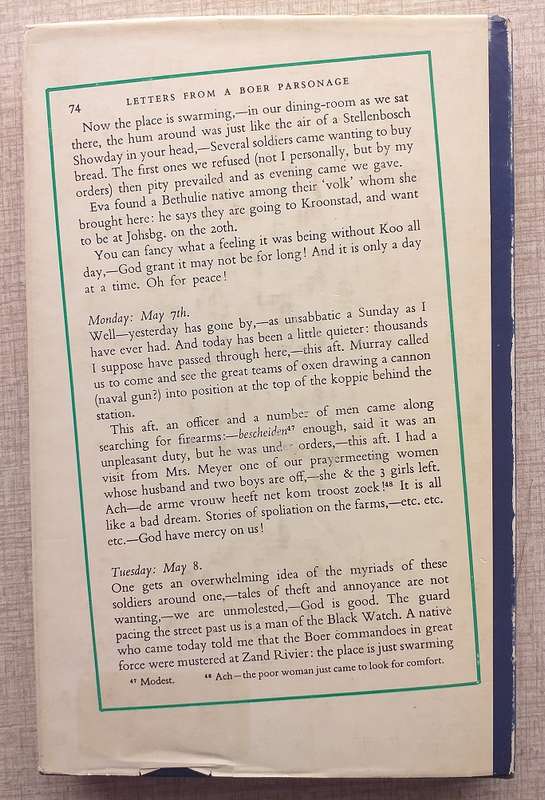 74 LETTERS FROM A BOER PARSONAGE
Now the place is swarming,—in our dining-room as we sat
there, the hum around was just like the air of a Stellenbosch
Showday in your head,—Several soldiers came wanting to buy
bread. The first ones we refused (not I personally, but by my
orders) then pity prevailed and as evening came we gave.
Eva found a Bethulie native among their 'volk' whom she
brought here: he says they are going to Kroonstad, and want
to be at Johsbg. on the 20th.
You can fancy what a feeling it was being without Koo all
day,—God grant it may not be for long! And it is only a day
at a time. Oh for peace!
Monday: May 7th.
Well—yesterday has gone by,—as unsabbatic a Sunday as I
have ever had. And today has been a little quieter: thousands
I suppose have passed through here,—this aft. Murray called
us to come and see the great teams of oxen drawing a cannon
(naval gun?) into position at the top of the koppie behind the
station.
This aft. an officer and a number of men came along
searching for firearms:—bescheiden⁴⁷ enough, said it was an
unpleasant duty, but he was under orders,—this aft. I had a
visit from Mrs. Meyer one of our prayermeeting women
whose husband and two boys are off,—she & the 3 girls left.
Ach—de arme vrouw heeft net kom troost zoek!⁴⁸ It is all
like a bad dream. Stories of spoliation on the farms,—etc. etc.
etc.—God have mercy on us!
Tuesday: May 8.
One gets an overwhelming idea of the myriads of these
soldiers around one,—tales of theft and annoyance are not
wanting,—we are unmolested,—God is good. The guard
pacing the street past us is a man of the Black Watch. A native
who came today told me that the Boer commandoes in great
force were mustered at Zand Rivier: the place is just swarming
⁴⁷ Modest. ⁴⁸ Ach—the poor woman just came to look for comfort.